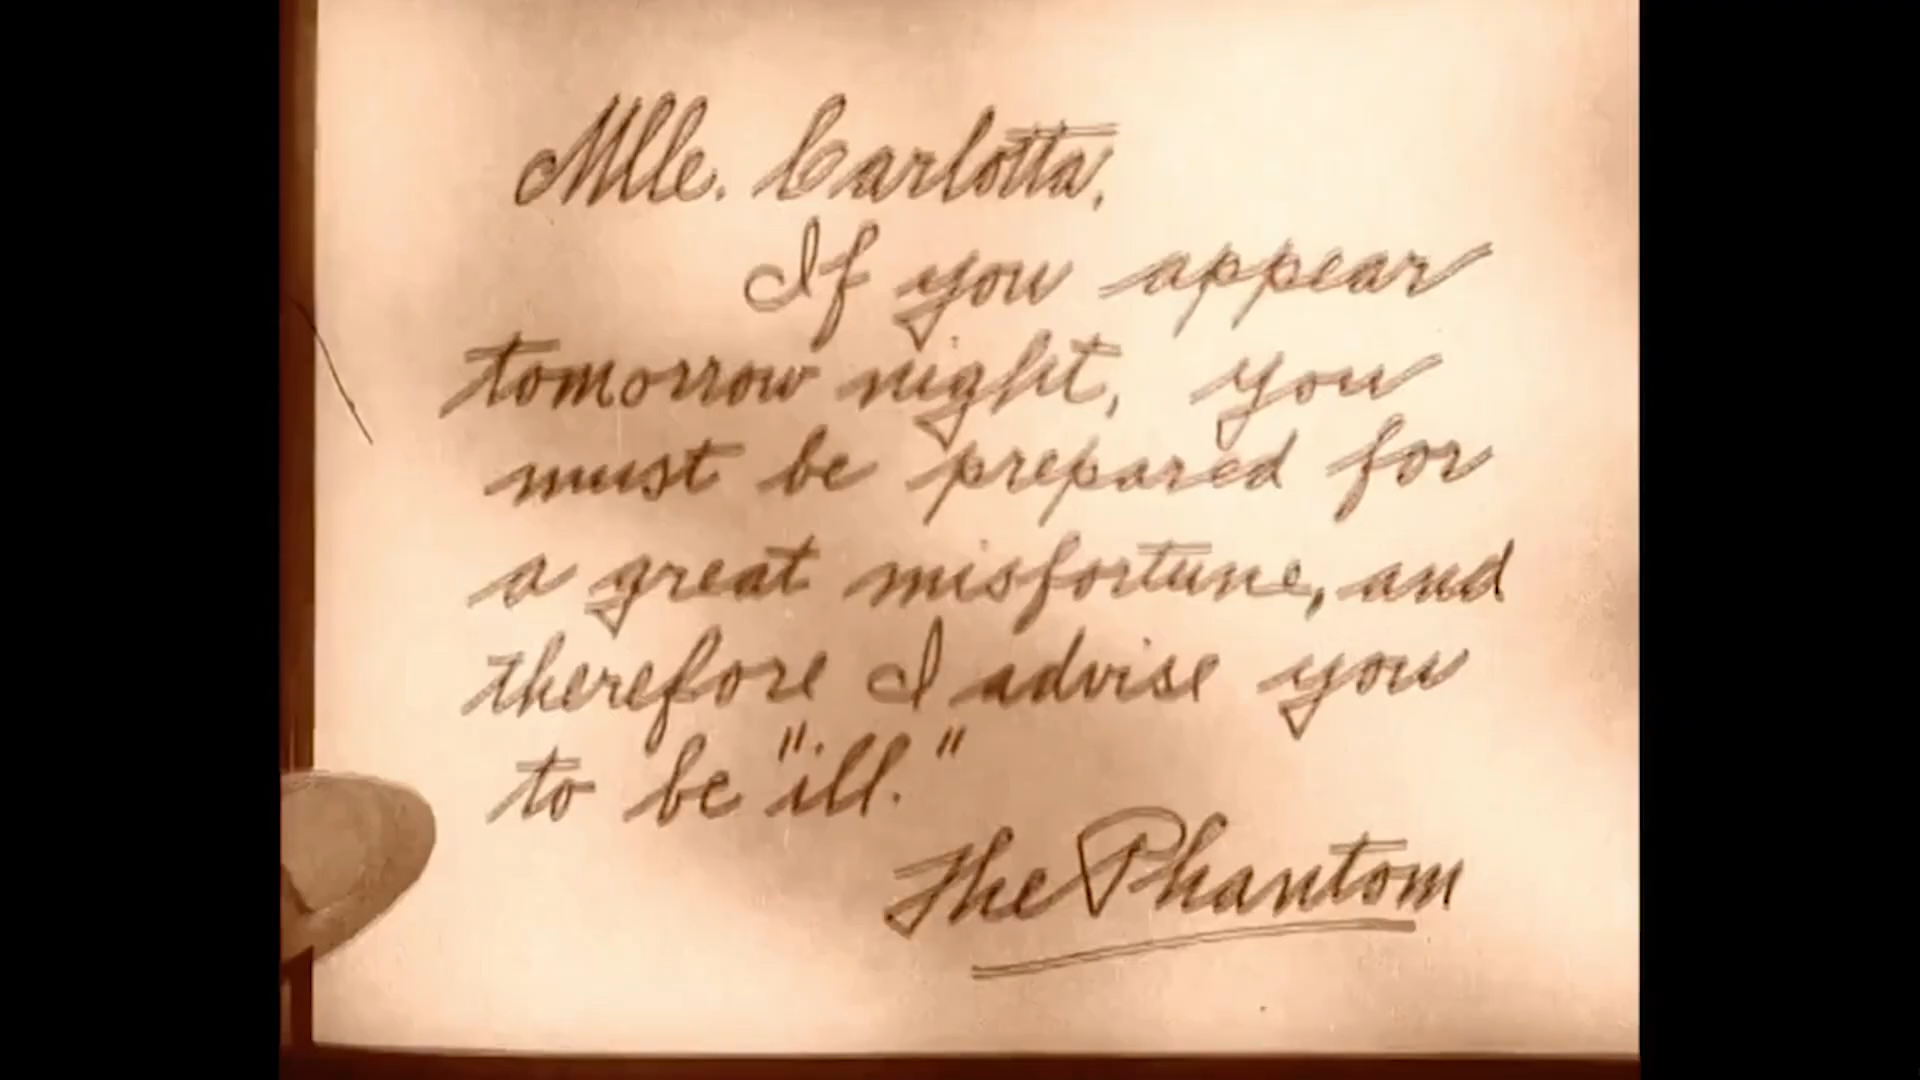 Mlle. Carlotta,
If you appear
tomorrow night, you
must be prepared for
a great misfortune, and
therefore I advise you
to be "ill."
The Phantom